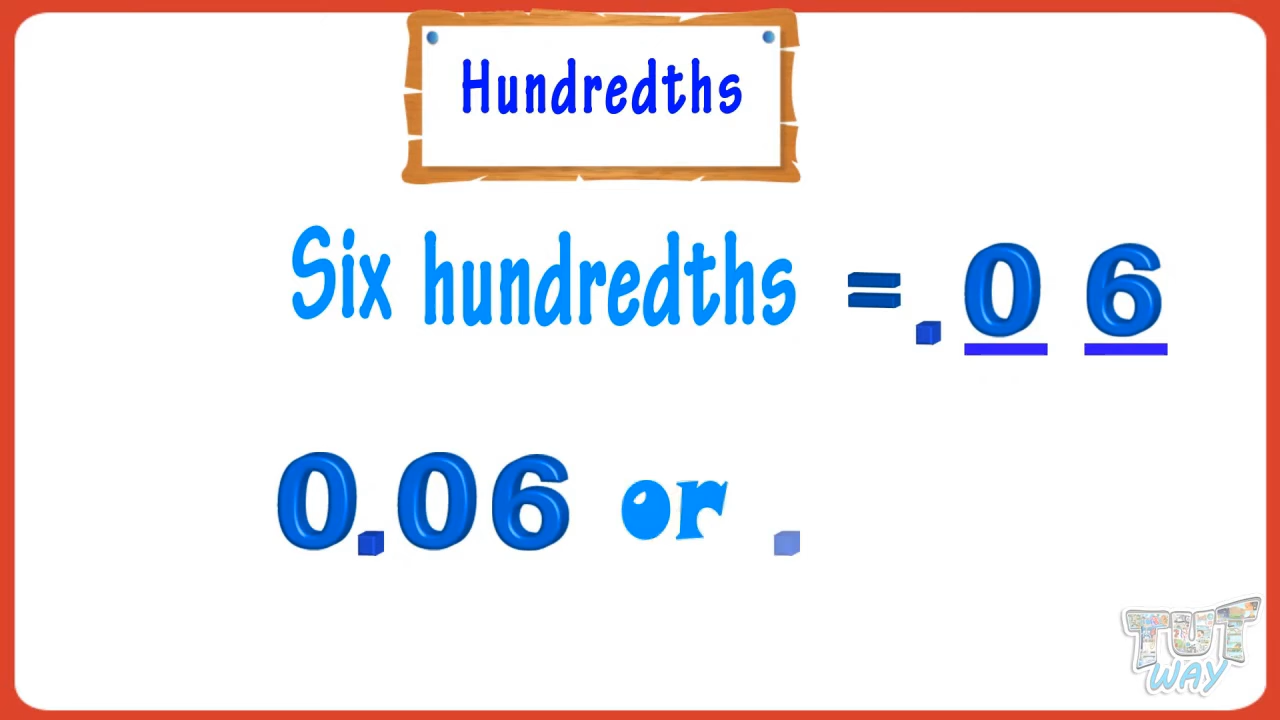 Hundredths
Six hundredths = .0 6
0.06 or .
TUT
WAY